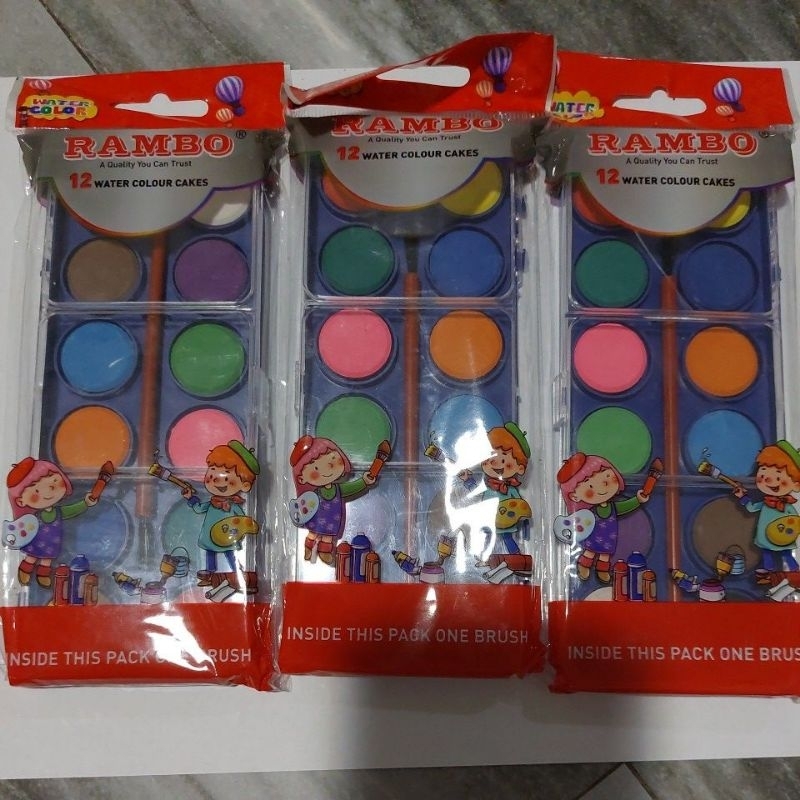 WATER
COLOR
RAMBO®
A Quality You Can Trust
12 WATER COLOUR CAKES
INSIDE THIS PACK ONE BRUSH
RAMBO®
A Quality You Can Trust
12 WATER COLOUR CAKES
INSIDE THIS PACK ONE BRUSH
WATER
RAMBO®
A Quality You Can Trust
12 WATER COLOUR CAKES
INSIDE THIS PACK ONE BRUS